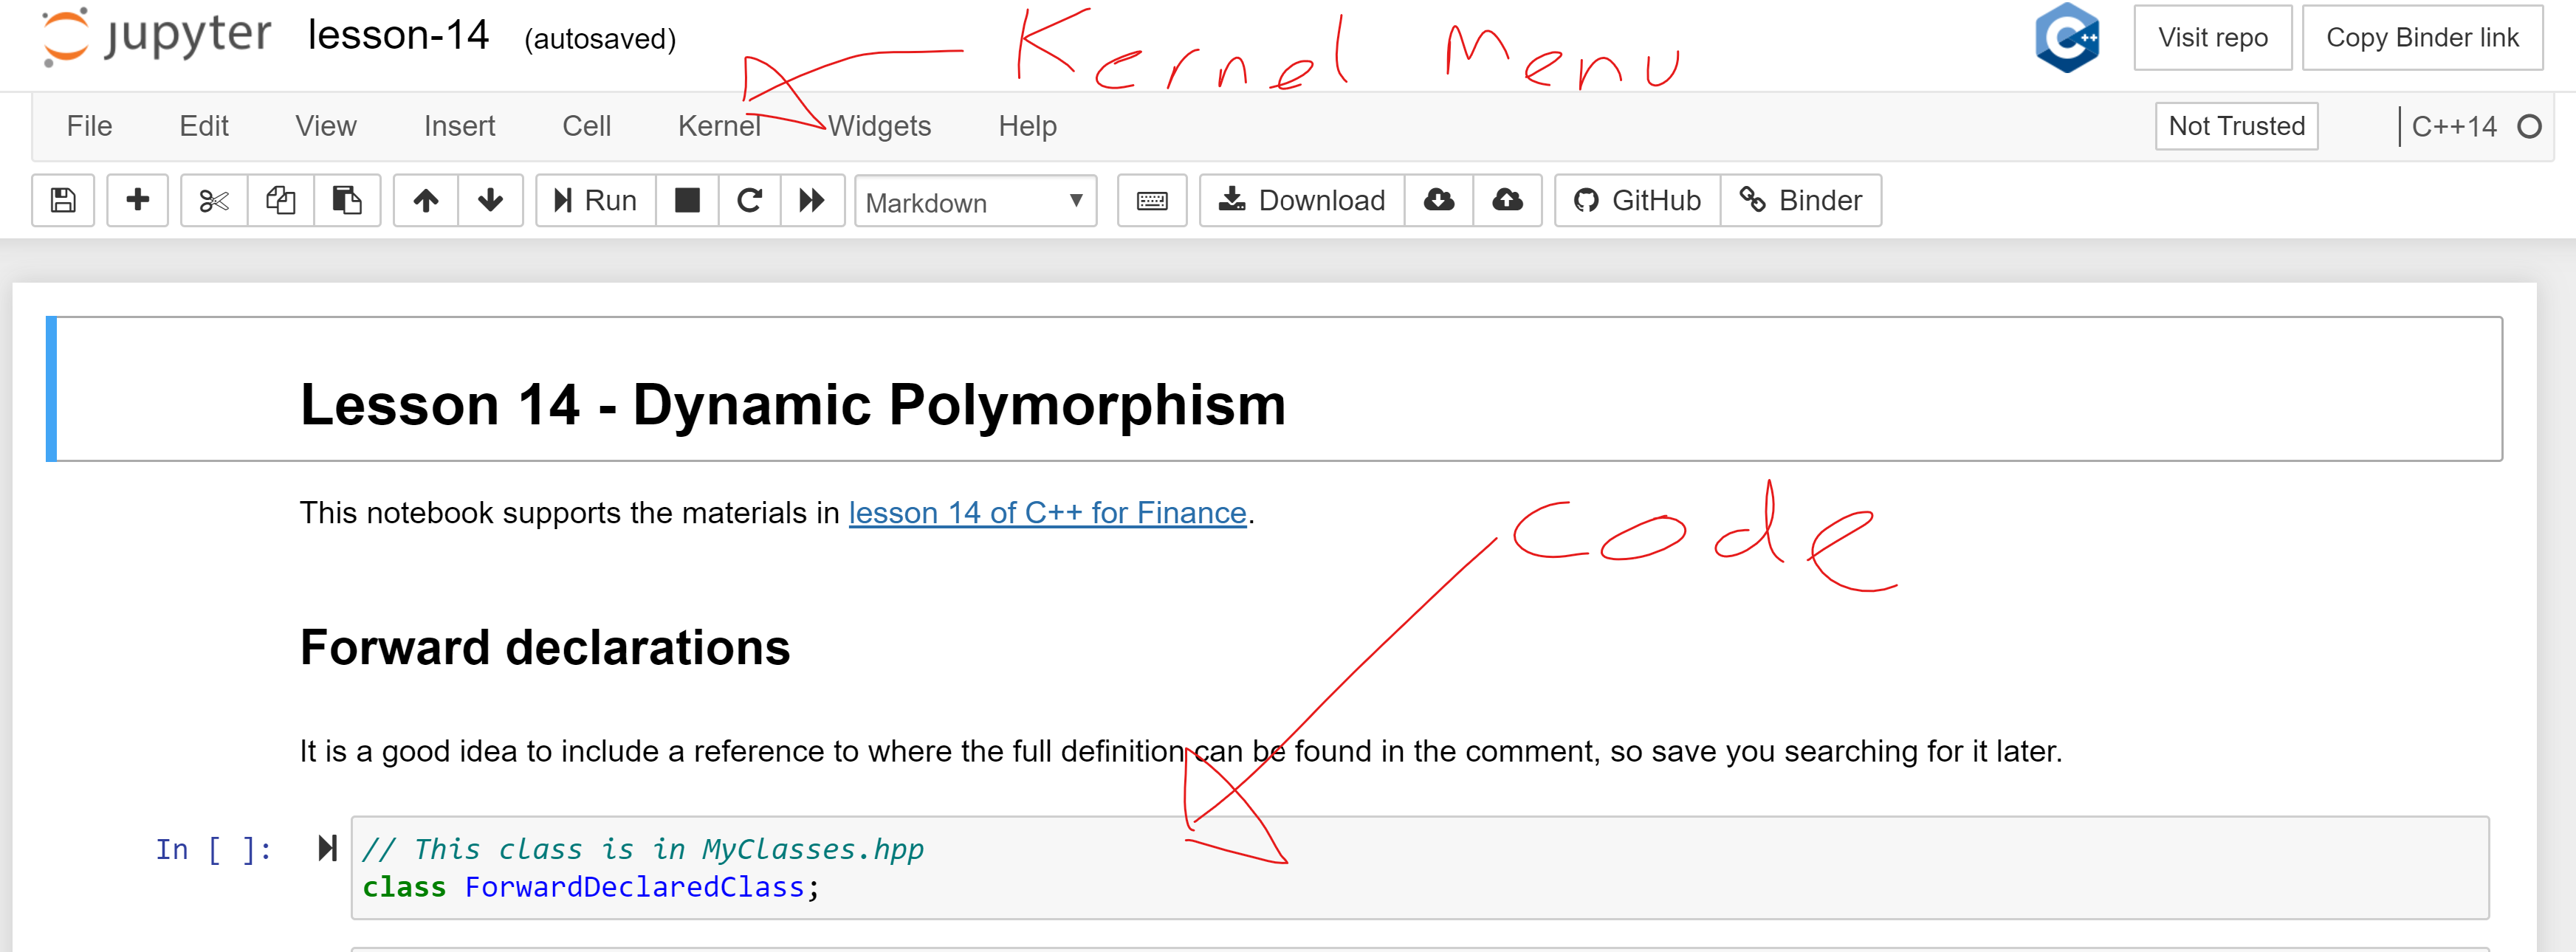 jupyter lesson-14 (autosaved) Kernel Menu C++ Visit repo Copy Binder link
File Edit View Insert Cell Kernel Widgets Help Not Trusted C++14
Run Markdown Download GitHub Binder
Lesson 14 - Dynamic Polymorphism
This notebook supports the materials in lesson 14 of C++ for Finance.
code
Forward declarations
It is a good idea to include a reference to where the full definition can be found in the comment, so save you searching for it later.
In [ ]: // This class is in MyClasses.hpp
class ForwardDeclaredClass;